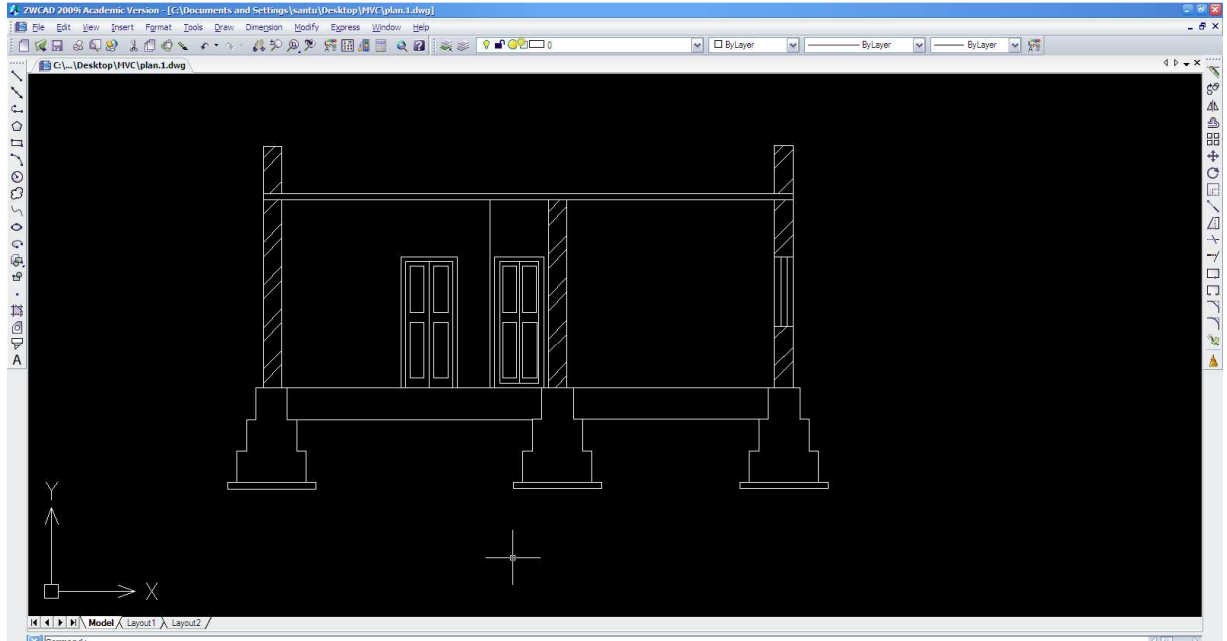 ZWCAD 2009i Academic Version - [C:\Documents and Settings\santu\Desktop\MVC\plan.1.dwg]
File Edit View Insert Format Tools Draw Dimension Modify Express Window Help
0 ByLayer ByLayer ByLayer
C:\...\Desktop\MVC\plan.1.dwg
A
Y
X
Model Layout1 Layout2
Command: